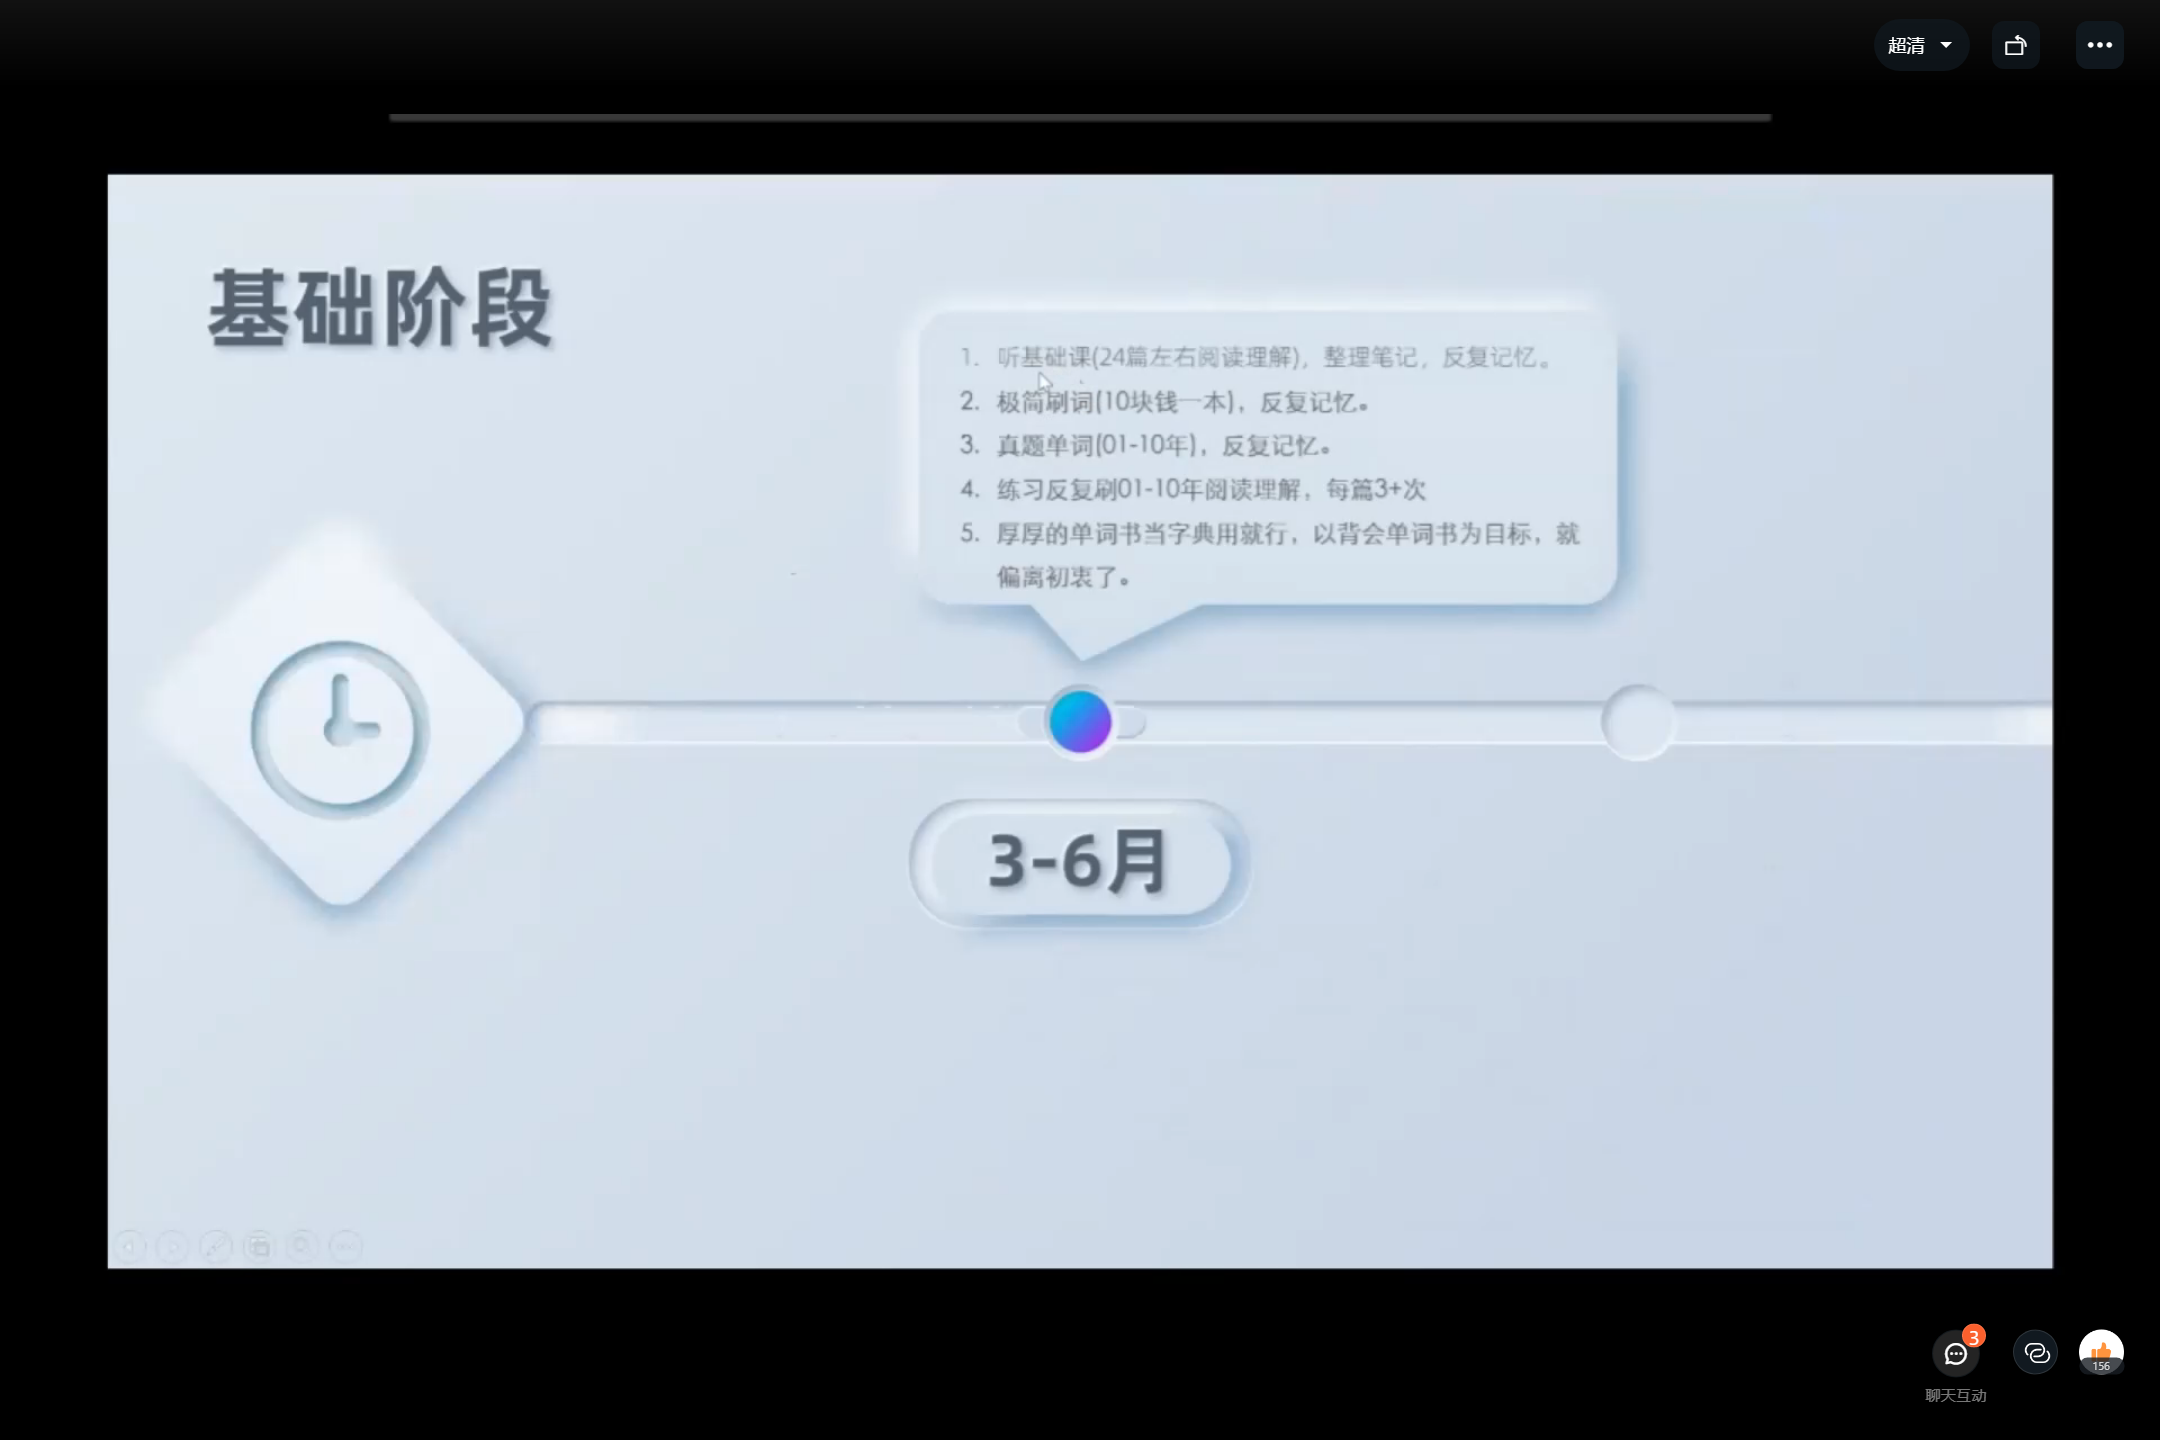 超清
基础阶段
1. 听基础课(24篇左右阅读理解)，整理笔记，反复记忆。
2. 极简刷词(10块钱一本)，反复记忆。
3. 真题单词(01-10年)，反复记忆。
4. 练习反复刷01-10年阅读理解，每篇3+次
5. 厚厚的单词书当字典用就行，以背会单词书为目标，就
偏离初衷了。
3-6月
3
156
聊天互动